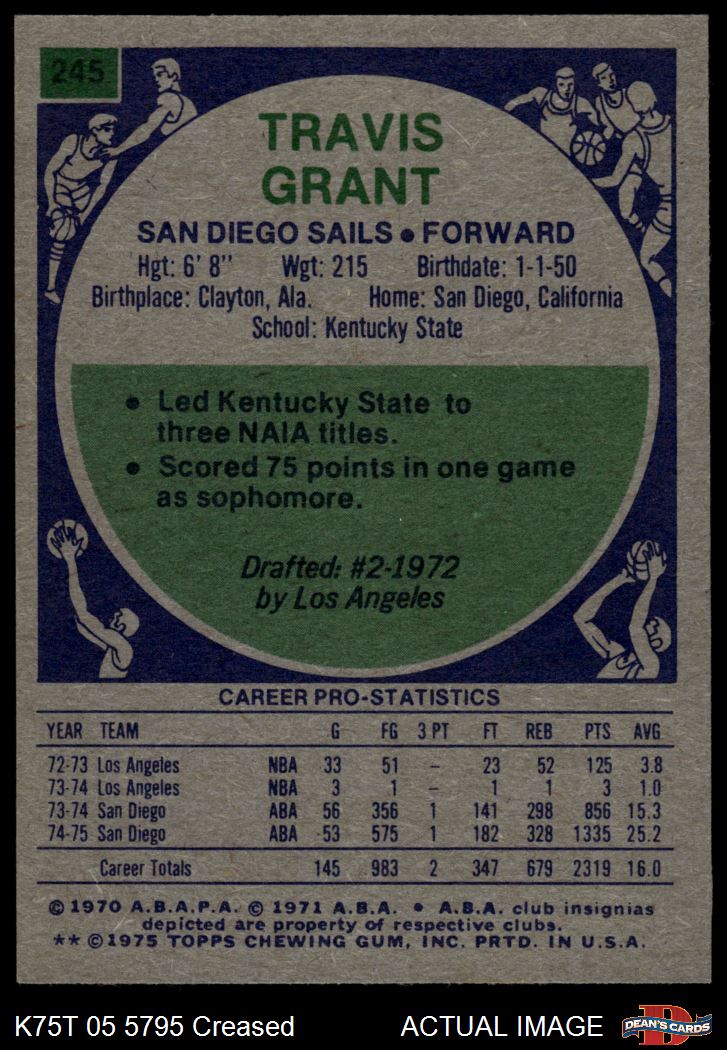 245
TRAVIS
GRANT
SAN DIEGO SAILS • FORWARD
Hgt: 6' 8" Wgt: 215 Birthdate: 1-1-50
Birthplace: Clayton, Ala. Home: San Diego, California
School: Kentucky State
• Led Kentucky State to
three NAIA titles.
• Scored 75 points in one game
as sophomore.
Drafted: #2-1972
by Los Angeles
CAREER PRO-STATISTICS
YEAR TEAM G FG 3 PT FT REB PTS AVG
72-73 Los Angeles NBA 33 51 – 23 52 125 3.8
73-74 Los Angeles NBA 3 1 – 1 1 3 1.0
73-74 San Diego ABA 56 356 1 141 298 856 15.3
74-75 San Diego ABA 53 575 1 182 328 1335 25.2
Career Totals 145 983 2 347 679 2319 16.0
© 1970 A.B.A.P.A. © 1971 A.B.A. • A.B.A. club insignias
depicted are property of respective clubs.
** ©1975 TOPPS CHEWING GUM, INC. PRTD. IN U.S.A.
K75T 05 5795 Creased ACTUAL IMAGE
D
DEAN'S CARDS